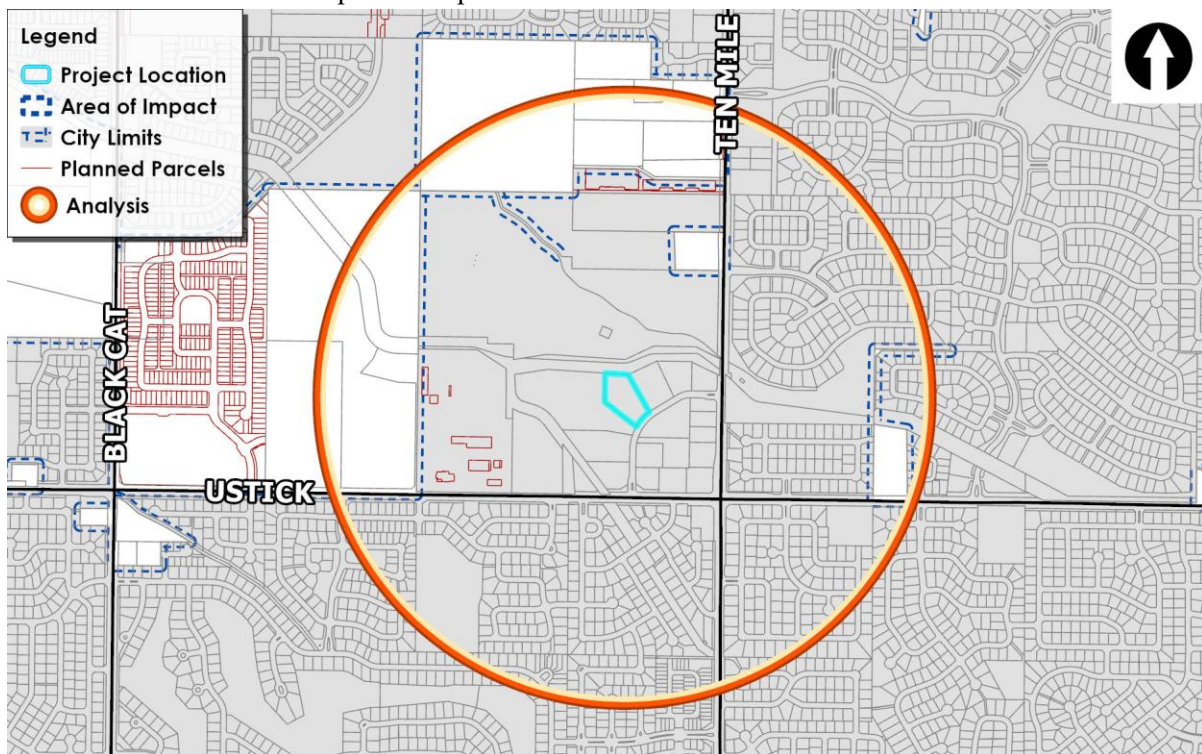 Legend
Project Location
Area of Impact
City Limits
Planned Parcels
Analysis
TEN MILE
BLACK CAT
USTICK